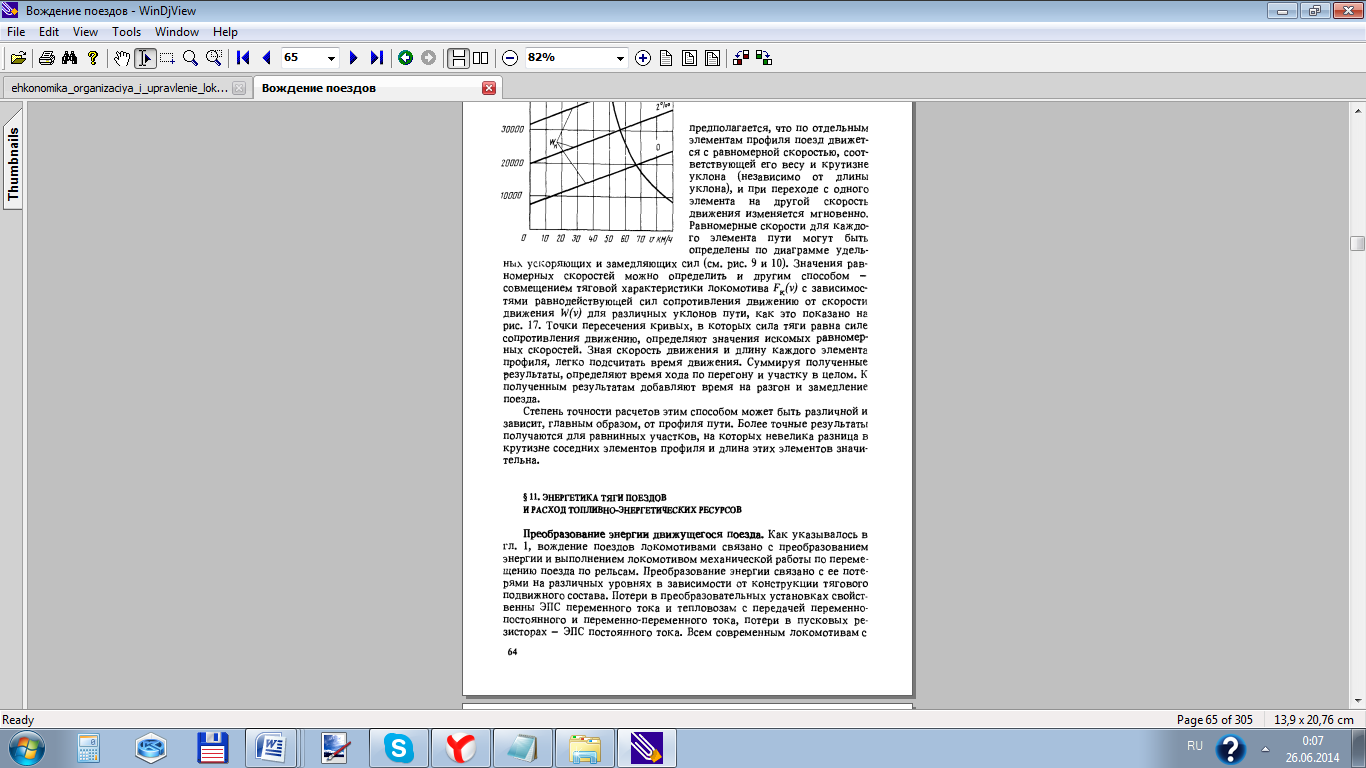 Вождение поездов - WinDjView
File Edit View Tools Window Help
65
82%
ehkonomika_organizaciya_i_upravlenie_lok...
Вождение поездов
Thumbnails
2°/₀₀
30000
Wк
0
20000
10000
0 10 20 30 40 50 60 70 v км/ч
предполагается, что по отдельным
элементам профиля поезд движет-
ся с равномерной скоростью, соот-
ветствующей его весу и крутизне
уклона (независимо от длины
уклона), и при переходе с одного
элемента на другой скорость
движения изменяется мгновенно.
Равномерные скорости для каждо-
го элемента пути могут быть
определены по диаграмме удель-
ных ускоряющих и замедляющих сил (см. рис. 9 и 10). Значения рав-
номерных скоростей можно определить и другим способом –
совмещением тяговой характеристики локомотива Fк(v) с зависимос-
тями равнодействующей сил сопротивления движению от скорости
движения W(v) для различных уклонов пути, как это показано на
рис. 17. Точки пересечения кривых, в которых сила тяги равна силе
сопротивления движению, определяют значения искомых равномер-
ных скоростей. Зная скорость движения и длину каждого элемента
профиля, легко подсчитать время движения. Суммируя полученные
результаты, определяют время хода по перегону и участку в целом. К
полученным результатам добавляют время на разгон и замедление
поезда.
Степень точности расчетов этим способом может быть различной и
зависит, главным образом, от профиля пути. Более точные результаты
получаются для равнинных участков, на которых невелика разница в
крутизне соседних элементов профиля и длина этих элементов значи-
тельна.
§ 11. ЭНЕРГЕТИКА ТЯГИ ПОЕЗДОВ
И РАСХОД ТОПЛИВНО-ЭНЕРГЕТИЧЕСКИХ РЕСУРСОВ
Преобразование энергии движущегося поезда. Как указывалось в
гл. 1, вождение поездов локомотивами связано с преобразованием
энергии и выполнением локомотивом механической работы по переме-
щению поезда по рельсам. Преобразование энергии связано с ее поте-
рями на различных уровнях в зависимости от конструкции тягового
подвижного состава. Потери в преобразовательных установках свойст-
венны ЭПС переменного тока и тепловозам с передачей переменно-
постоянного и переменно-переменного тока, потери в пусковых ре-
зисторах – ЭПС постоянного тока. Всем современным локомотивам с
64
Ready
Page 65 of 305
13,9 x 20,76 cm
RU
0:07
26.06.2014